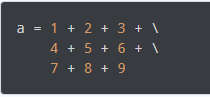 a = 1 + 2 + 3 + \
4 + 5 + 6 + \
7 + 8 + 9